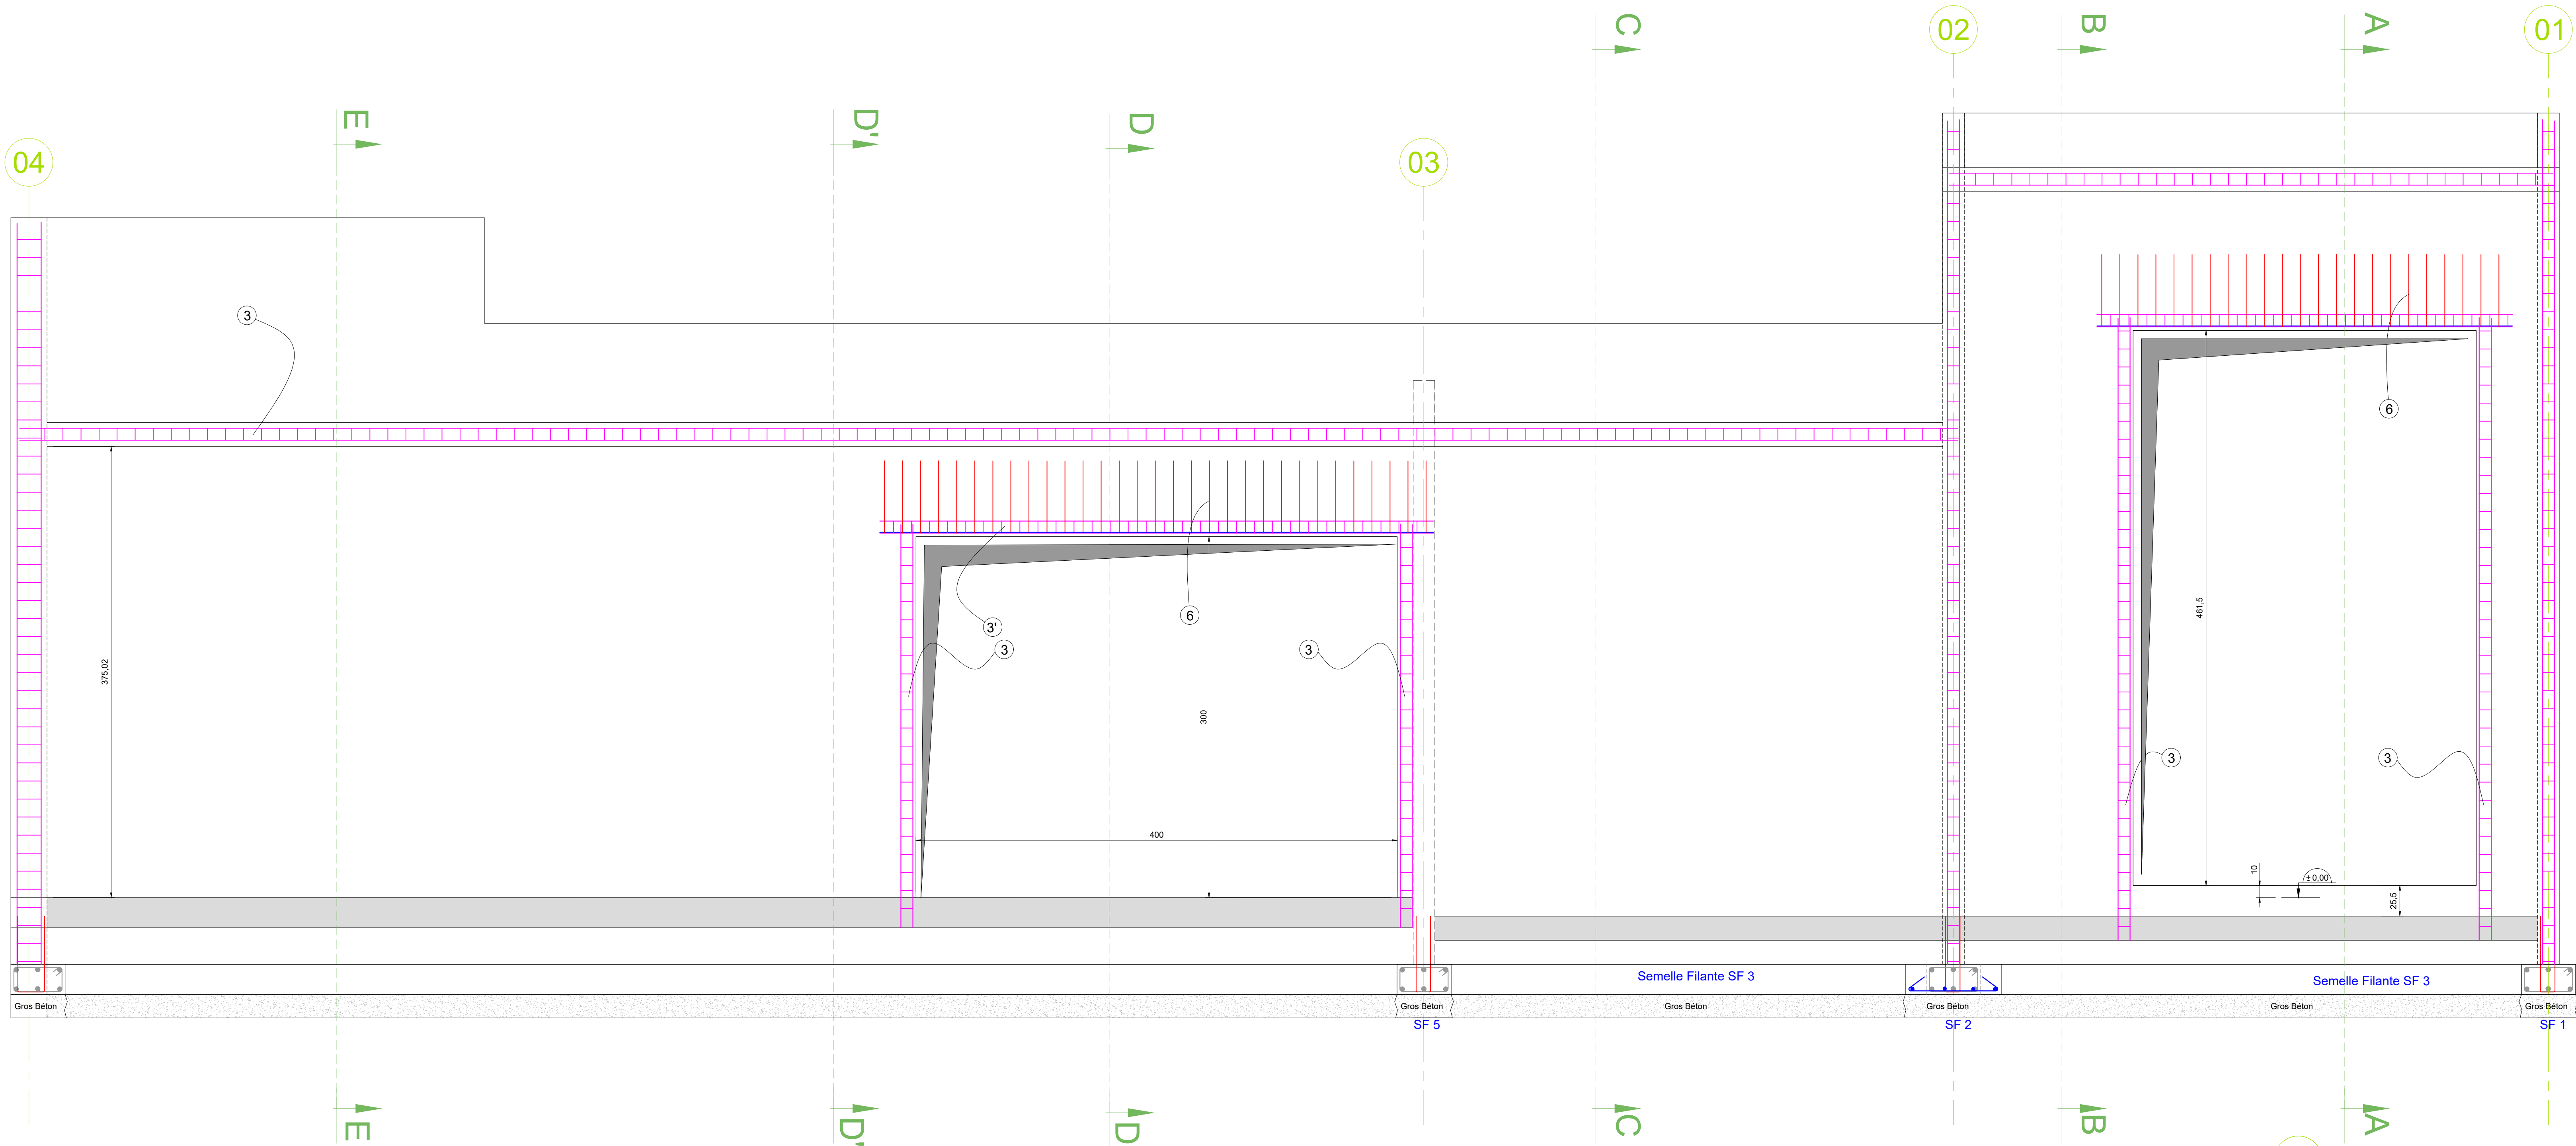 C
02
B
A
01
E
D'
D
04
03
3
6
3'
6
3
3
375,02
300
400
461,5
3
3
10
± 0,00
25,5
Semelle Filante SF 3
Semelle Filante SF 3
Gros Béton
Gros Béton
Gros Béton
Gros Béton
Gros Béton
Gros Béton
SF 5
SF 2
SF 1
E
D'
D
C
B
A